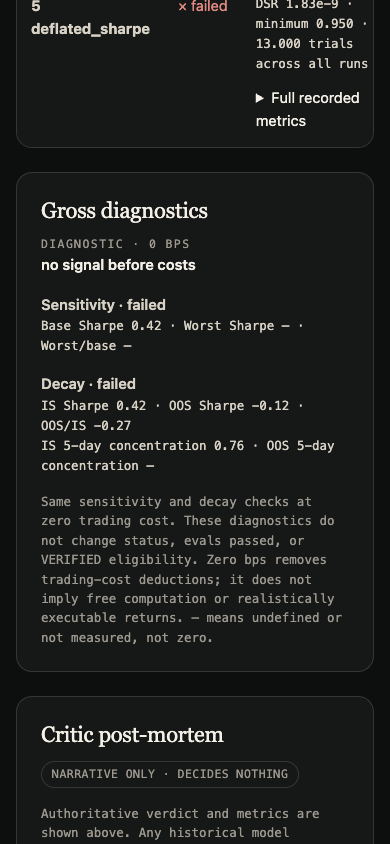 5
deflated_sharpe
× failed
DSR 1.83e-9 ·
minimum 0.950 ·
13.000 trials
across all runs
▶ Full recorded
metrics
Gross diagnostics
DIAGNOSTIC · 0 BPS
no signal before costs
Sensitivity · failed
Base Sharpe 0.42 · Worst Sharpe — ·
Worst/base —
Decay · failed
IS Sharpe 0.42 · OOS Sharpe -0.12 ·
OOS/IS -0.27
IS 5-day concentration 0.76 · OOS 5-day
concentration —
Same sensitivity and decay checks at
zero trading cost. These diagnostics do
not change status, evals passed, or
VERIFIED eligibility. Zero bps removes
trading-cost deductions; it does not
imply free computation or realistically
executable returns. — means undefined or
not measured, not zero.
Critic post-mortem
NARRATIVE ONLY · DECIDES NOTHING
Authoritative verdict and metrics are
shown above. Any historical model